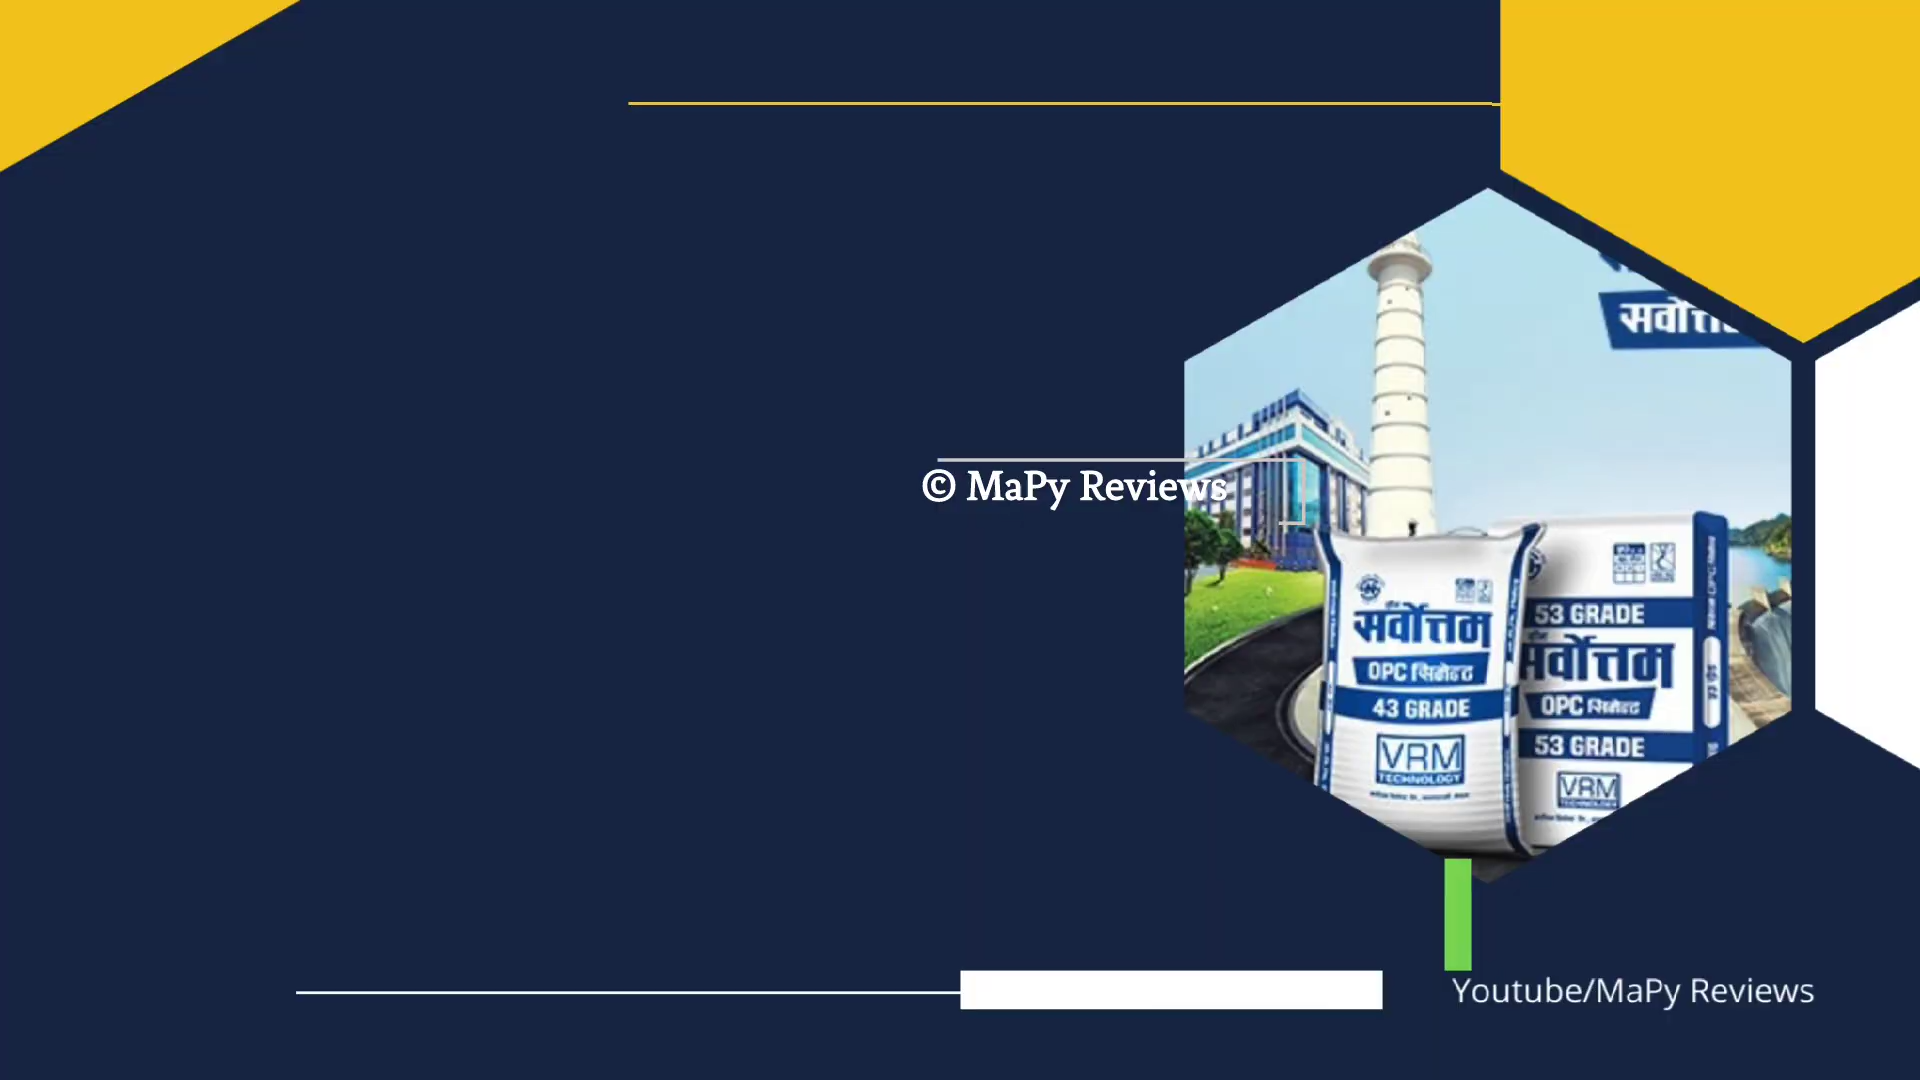 सर्वोत्तम
© MaPy Reviews
सर्वोत्तम
OPC सिमेन्ट
43 GRADE
VRM
TECHNOLOGY
53 GRADE
सर्वोत्तम
OPC सिमेन्ट
53 GRADE
VRM
TECHNOLOGY
Youtube/MaPy Reviews